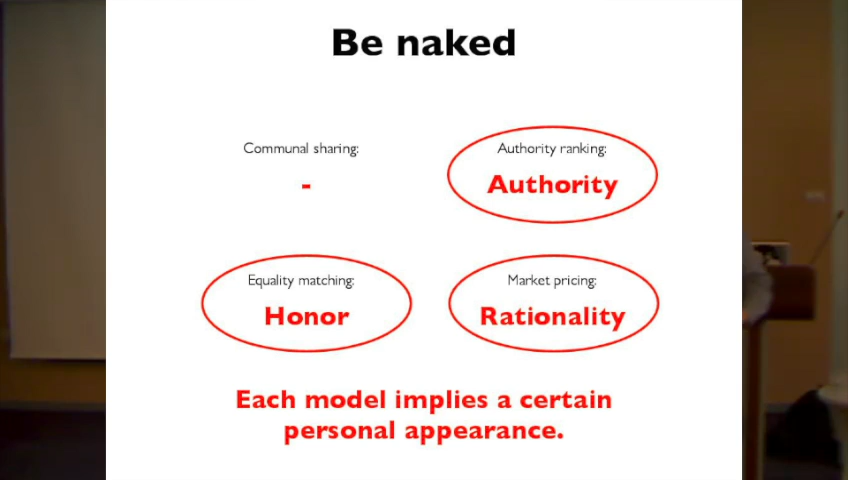 Be naked
Communal sharing:
-
Authority ranking:
Authority
Equality matching:
Honor
Market pricing:
Rationality
Each model implies a certain
personal appearance.